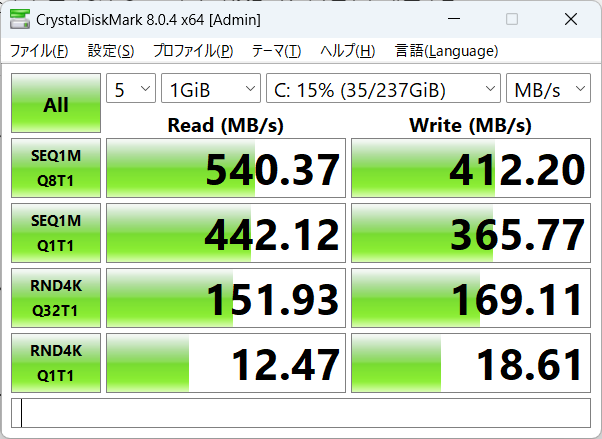 CrystalDiskMark 8.0.4 x64 [Admin]
ファイル(F) 設定(S) プロファイル(P) テーマ(T) ヘルプ(H) 言語(Language)
All 5 1GiB C: 15% (35/237GiB) MB/s
Read (MB/s) Write (MB/s)
SEQ1M
Q8T1 540.37 412.20
SEQ1M
Q1T1 442.12 365.77
RND4K
Q32T1 151.93 169.11
RND4K
Q1T1 12.47 18.61